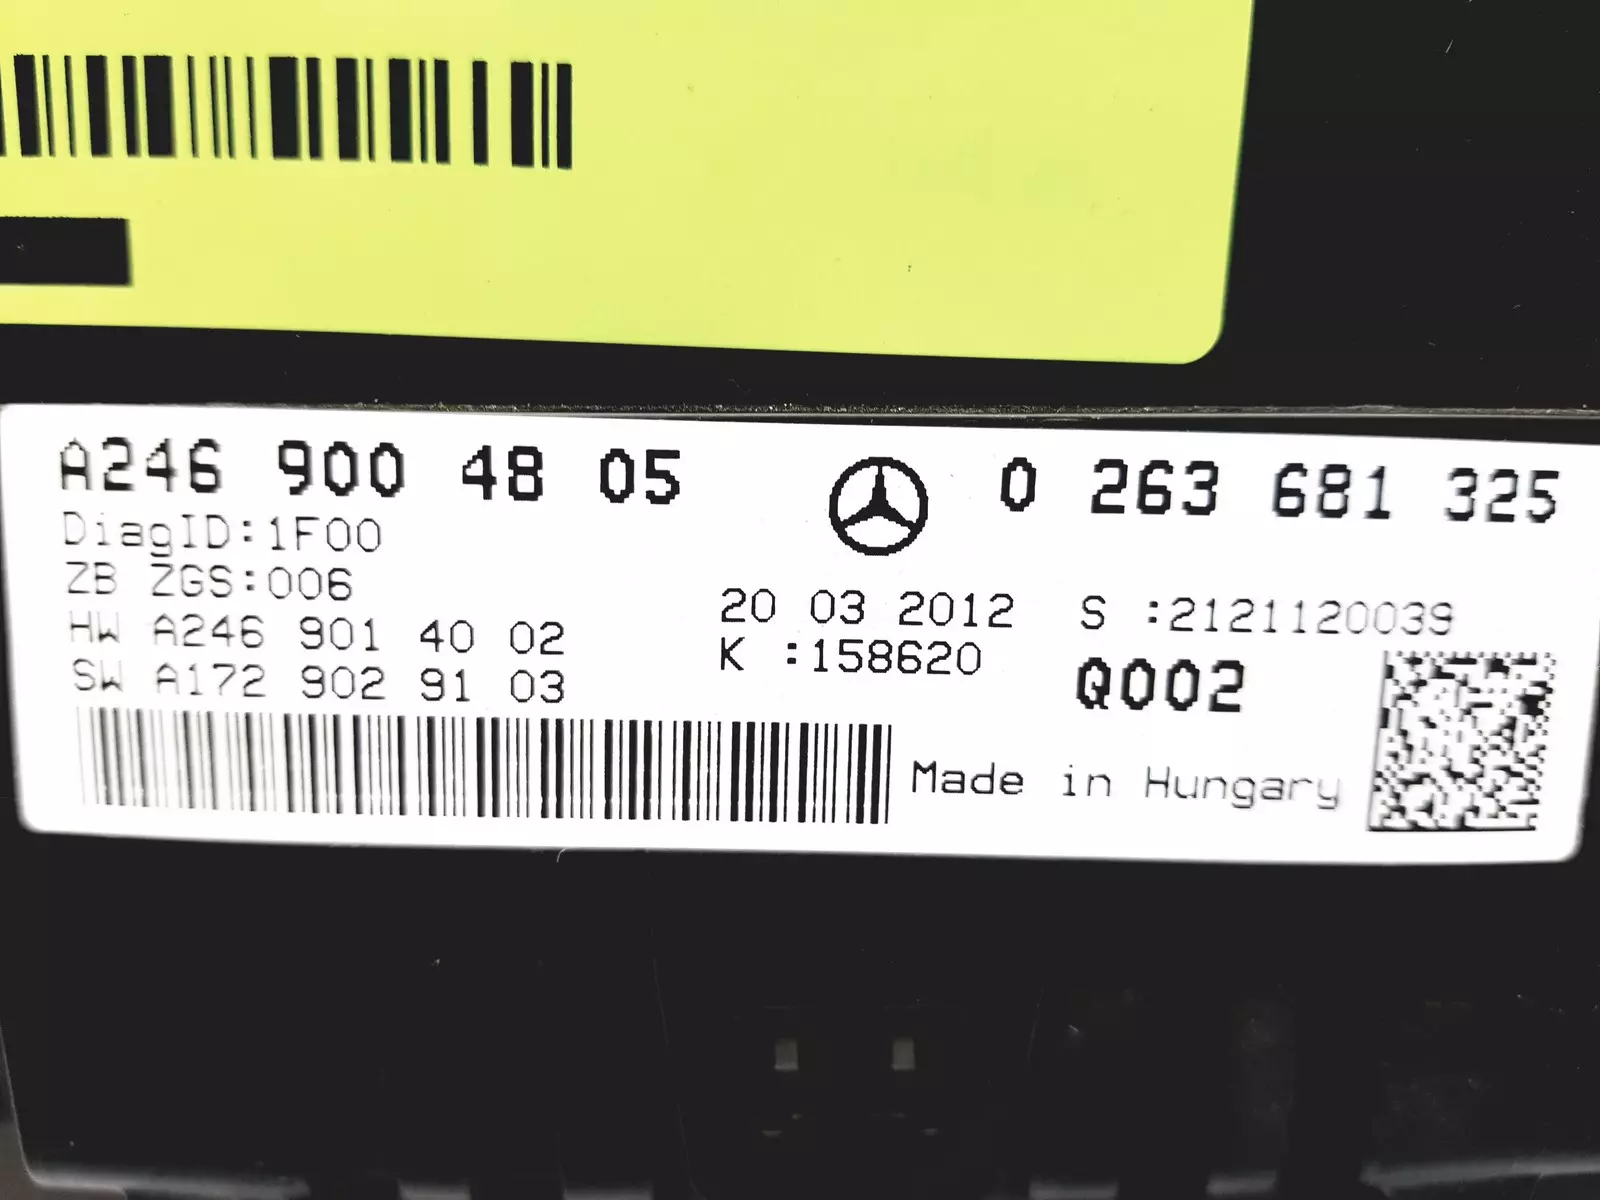 A246 900 48 05
0 263 681 325
DiagID:1F00
ZB ZGS:006
HW A246 901 40 02
SW A172 902 91 03
20 03 2012
K :158620
S :2121120039
Q002
Made in Hungary